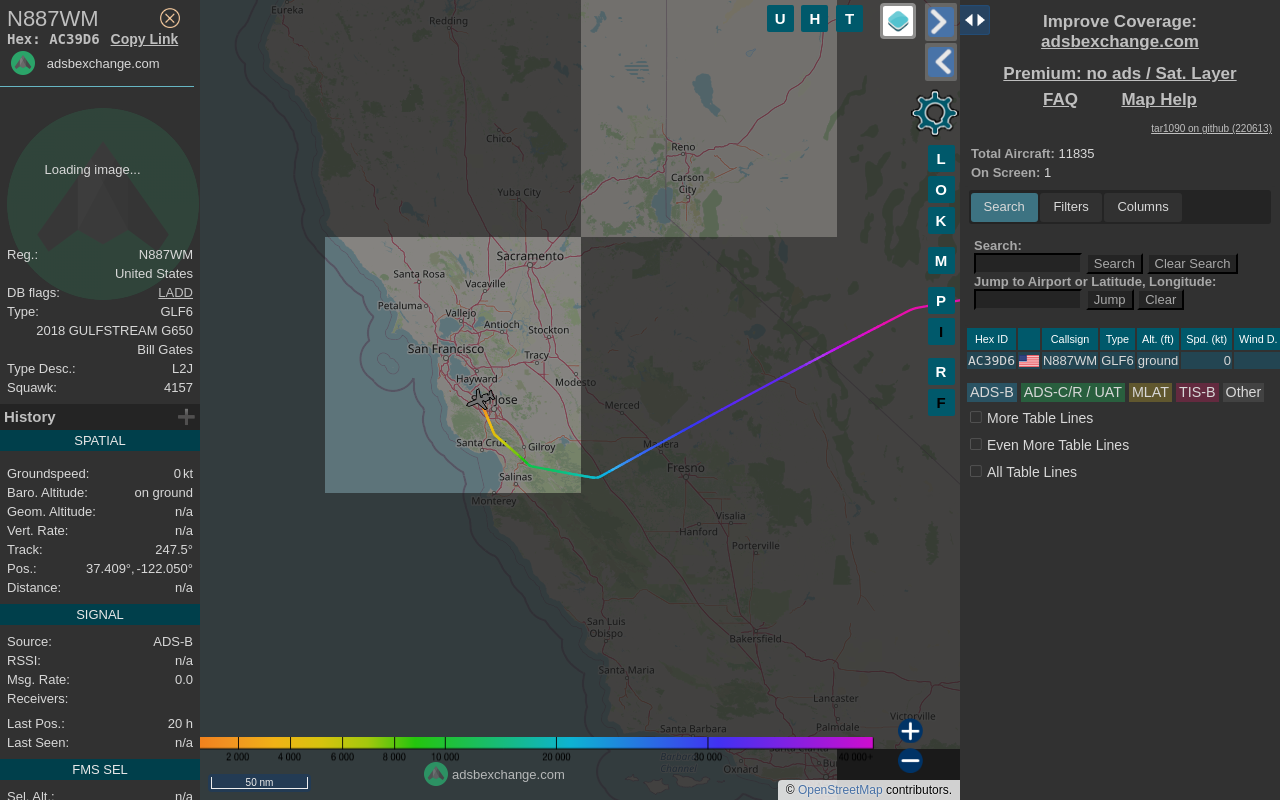 N887WM
Hex: AC39D6 Copy Link
adsbexchange.com
Loading image...
Reg.: N887WM
United States
DB flags: LADD
Type: GLF6
2018 GULFSTREAM G650
Bill Gates
Type Desc.: L2J
Squawk: 4157
History
SPATIAL
Groundspeed: 0 kt
Baro. Altitude: on ground
Geom. Altitude: n/a
Vert. Rate: n/a
Track: 247.5°
Pos.: 37.409°, -122.050°
Distance: n/a
SIGNAL
Source: ADS-B
RSSI: n/a
Msg. Rate: 0.0
Receivers:
Last Pos.: 20 h
Last Seen: n/a
FMS SEL
Sel. Alt.: n/a
U H T
L
O
K
M
P
I
R
F
Eureka
Redding
Chico
Reno
Carson
City
Yuba City
Sacramento
Santa Rosa
Vacaville
Petaluma
Vallejo
Antioch
Stockton
San Francisco
Tracy
Hayward
Modesto
Jose
Merced
Santa Cruz
Gilroy
Madera
Salinas
Fresno
Monterey
Visalia
Hanford
Porterville
San Luis
Obispo
Bakersfield
Santa Maria
Lancaster
Santa Barbara
Palmdale
Victorville
Oxnard
2 000 4 000 6 000 8 000 10 000 20 000 30 000 40 000+
50 nm
adsbexchange.com
© OpenStreetMap contributors.
Improve Coverage:
adsbexchange.com
Premium: no ads / Sat. Layer
FAQ Map Help
tar1090 on github (220613)
Total Aircraft: 11835
On Screen: 1
Search Filters Columns
Search:
Search Clear Search
Jump to Airport or Latitude, Longitude:
Jump Clear
Hex ID Callsign Type Alt. (ft) Spd. (kt) Wind D.
AC39D6 N887WM GLF6 ground 0
ADS-B ADS-C/R / UAT MLAT TIS-B Other
More Table Lines
Even More Table Lines
All Table Lines